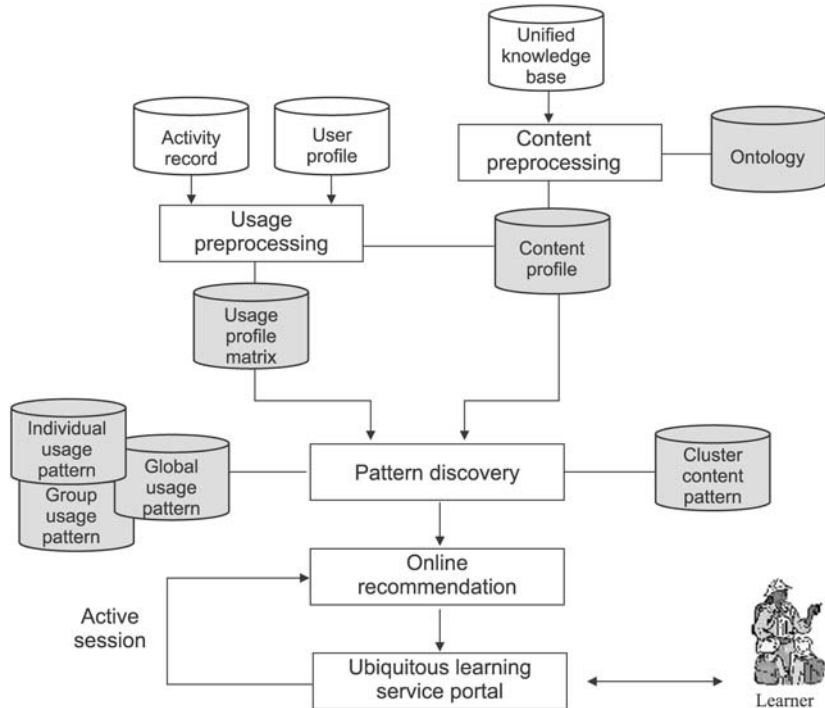 Unified
knowledge
base
Activity
record
User
profile
Content
preprocessing
Ontology
Usage
preprocessing
Content
profile
Usage
profile
matrix
Individual
usage
pattern
Global
usage
pattern
Group
usage
pattern
Pattern discovery
Cluster
content
pattern
Online
recommendation
Active
session
Ubiquitous learning
service portal
Learner